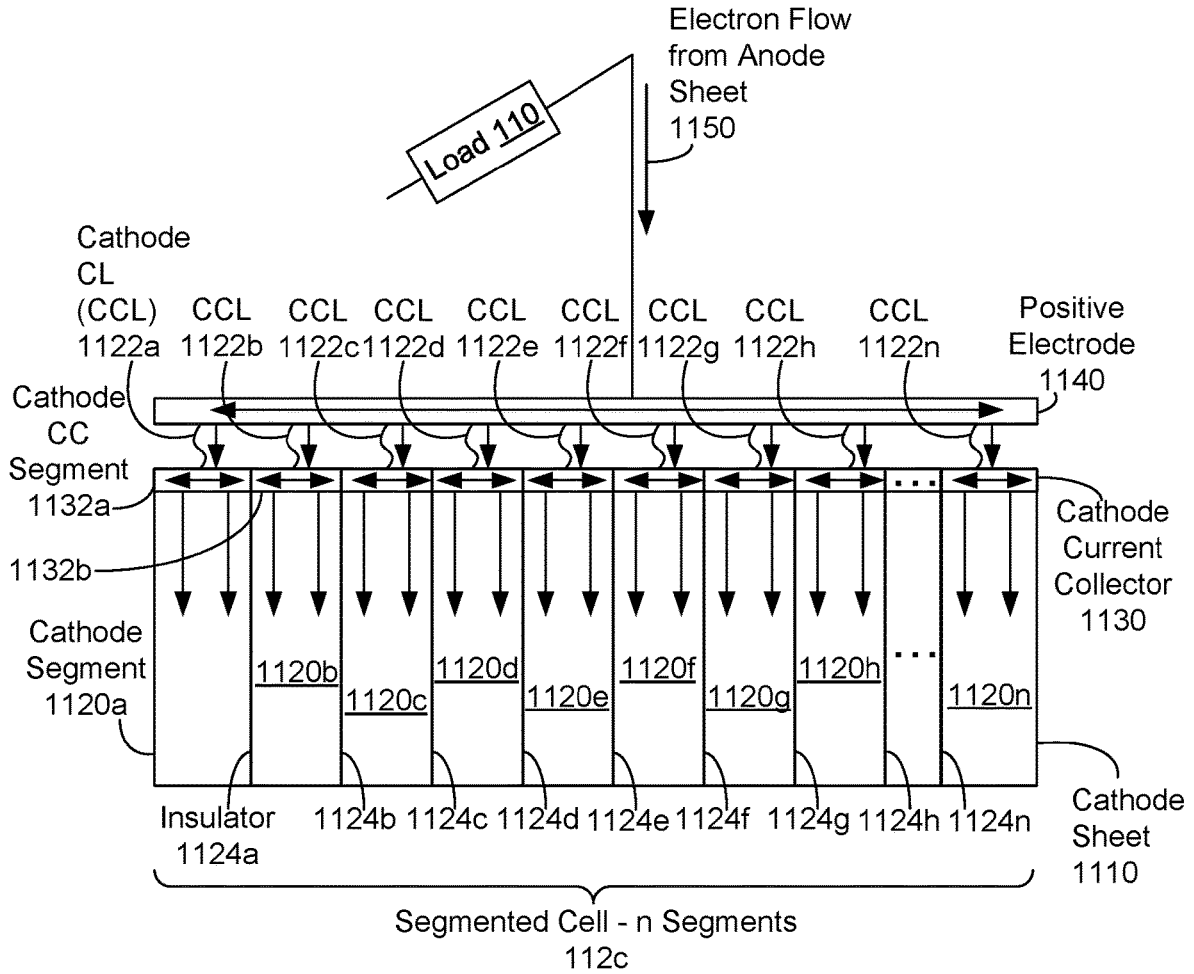 Electron Flow
from Anode
Sheet
1150
Load 110
Cathode
CL
(CCL)
1122a
CCL
1122b
CCL
1122c
CCL
1122d
CCL
1122e
CCL
1122f
CCL
1122g
CCL
1122h
CCL
1122n
Positive
Electrode
1140
Cathode
CC
Segment
1132a
1132b
...
Cathode
Current
Collector
1130
Cathode
Segment
1120a
1120b
1120c
1120d
1120e
1120f
1120g
1120h
...
1120n
Insulator
1124a
1124b
1124c
1124d
1124e
1124f
1124g
1124h
1124n
Cathode
Sheet
1110
Segmented Cell - n Segments
112c